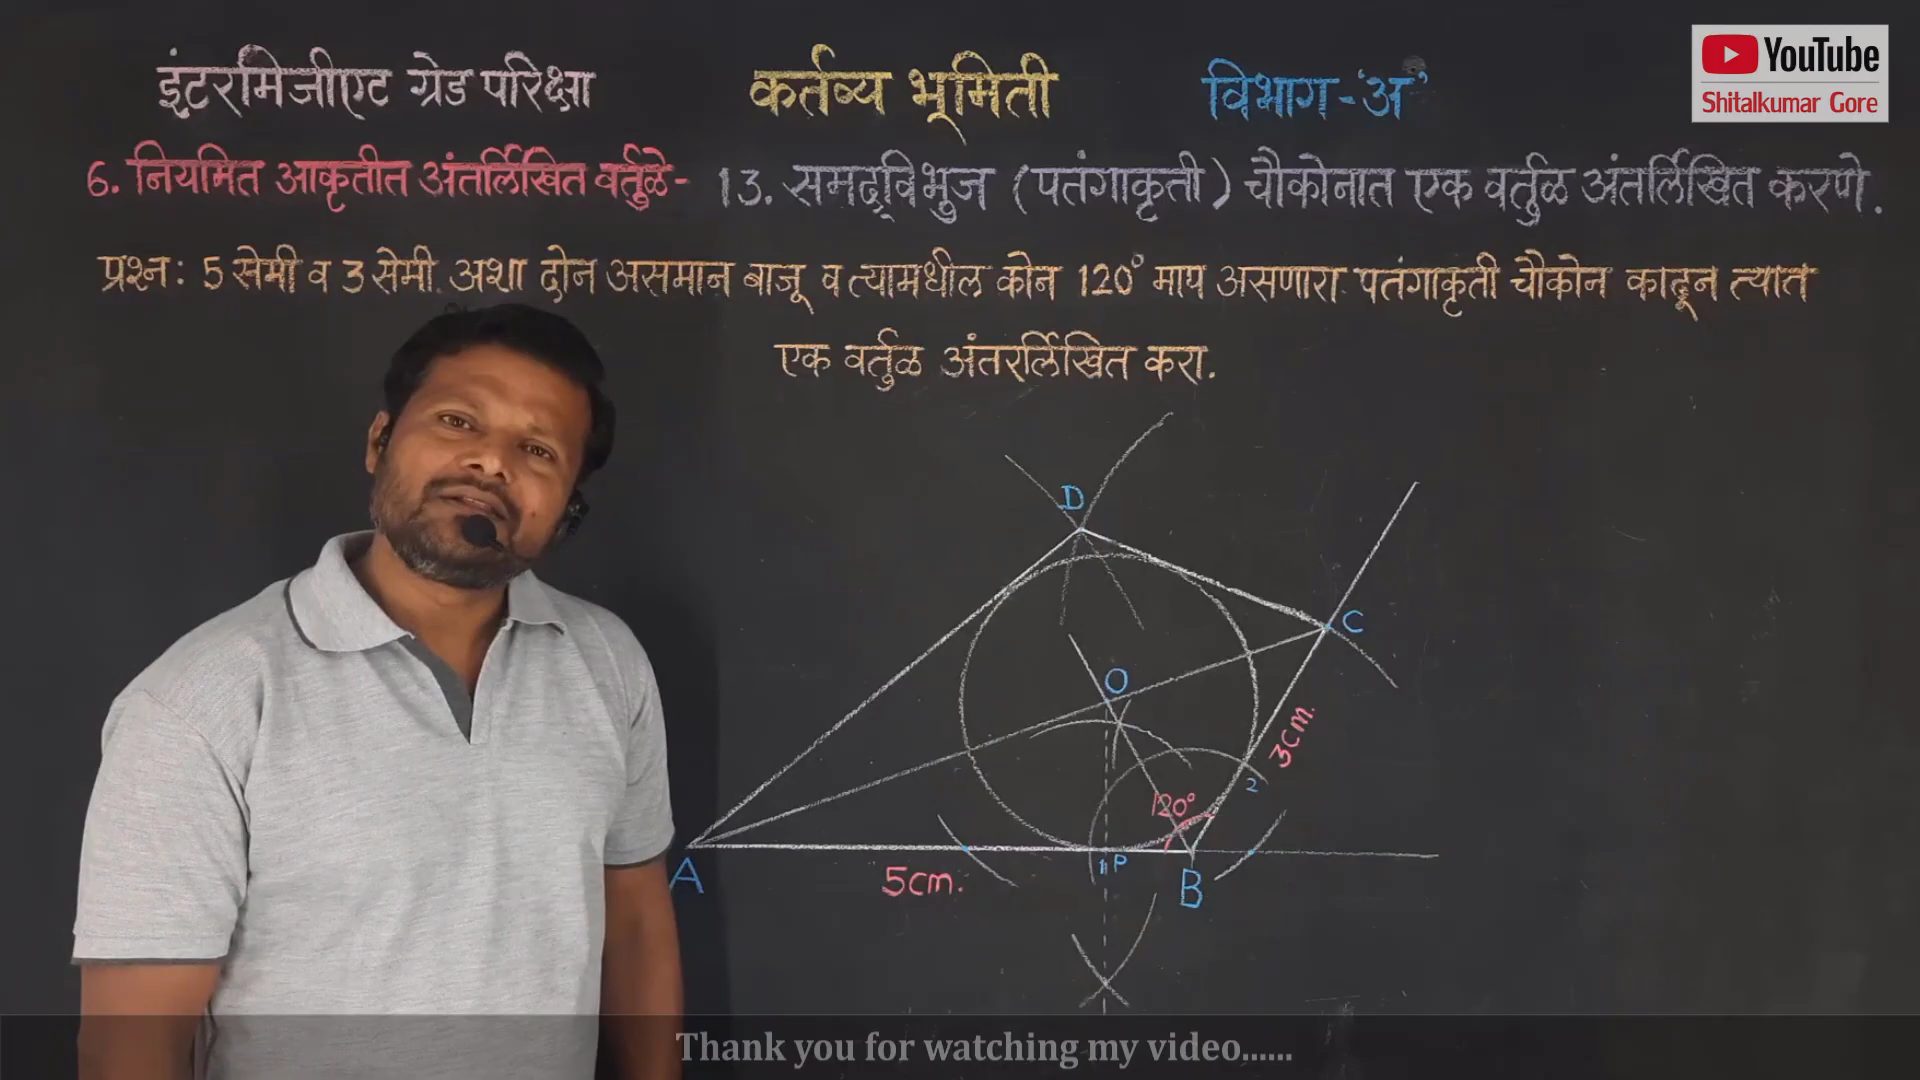 इंटरमिजीएट ग्रेड परिक्षा कर्तव्य भूमिती विभाग-'अ'
YouTube
Shitalkumar Gore
6. नियमित आकृतीत अंतर्लिखित वर्तुळे- 13. समद्विभुज (पतंगाकृती) चौकोनात एक वर्तुळ अंतर्लिखित करणे.
प्रश्न: 5 सेमी व 3 सेमी. अशा दोन असमान बाजू व त्यामधील कोन 120° माप असणारा पतंगाकृती चौकोन काढून त्यात
एक वर्तुळ अंतरर्लिखित करा.
D
C
O
3cm.
2
120°
A
5cm.
1 P
B
Thank you for watching my video......